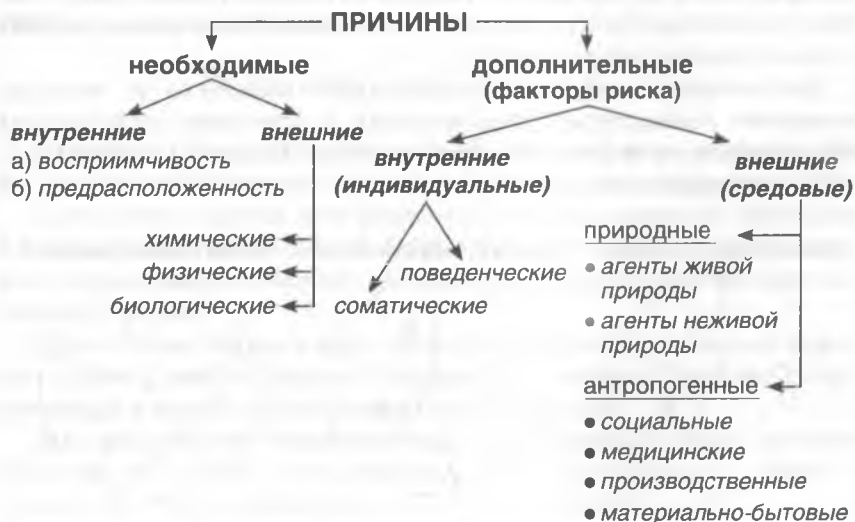 ПРИЧИНЫ
необходимые
дополнительные
(факторы риска)
внутренние
а) восприимчивость
б) предрасположенность
внешние
химические
физические
биологические
внутренние
(индивидуальные)
поведенческие
соматические
внешние
(средовые)
природные
• агенты живой
природы
• агенты неживой
природы
антропогенные
• социальные
• медицинские
• производственные
• материально-бытовые